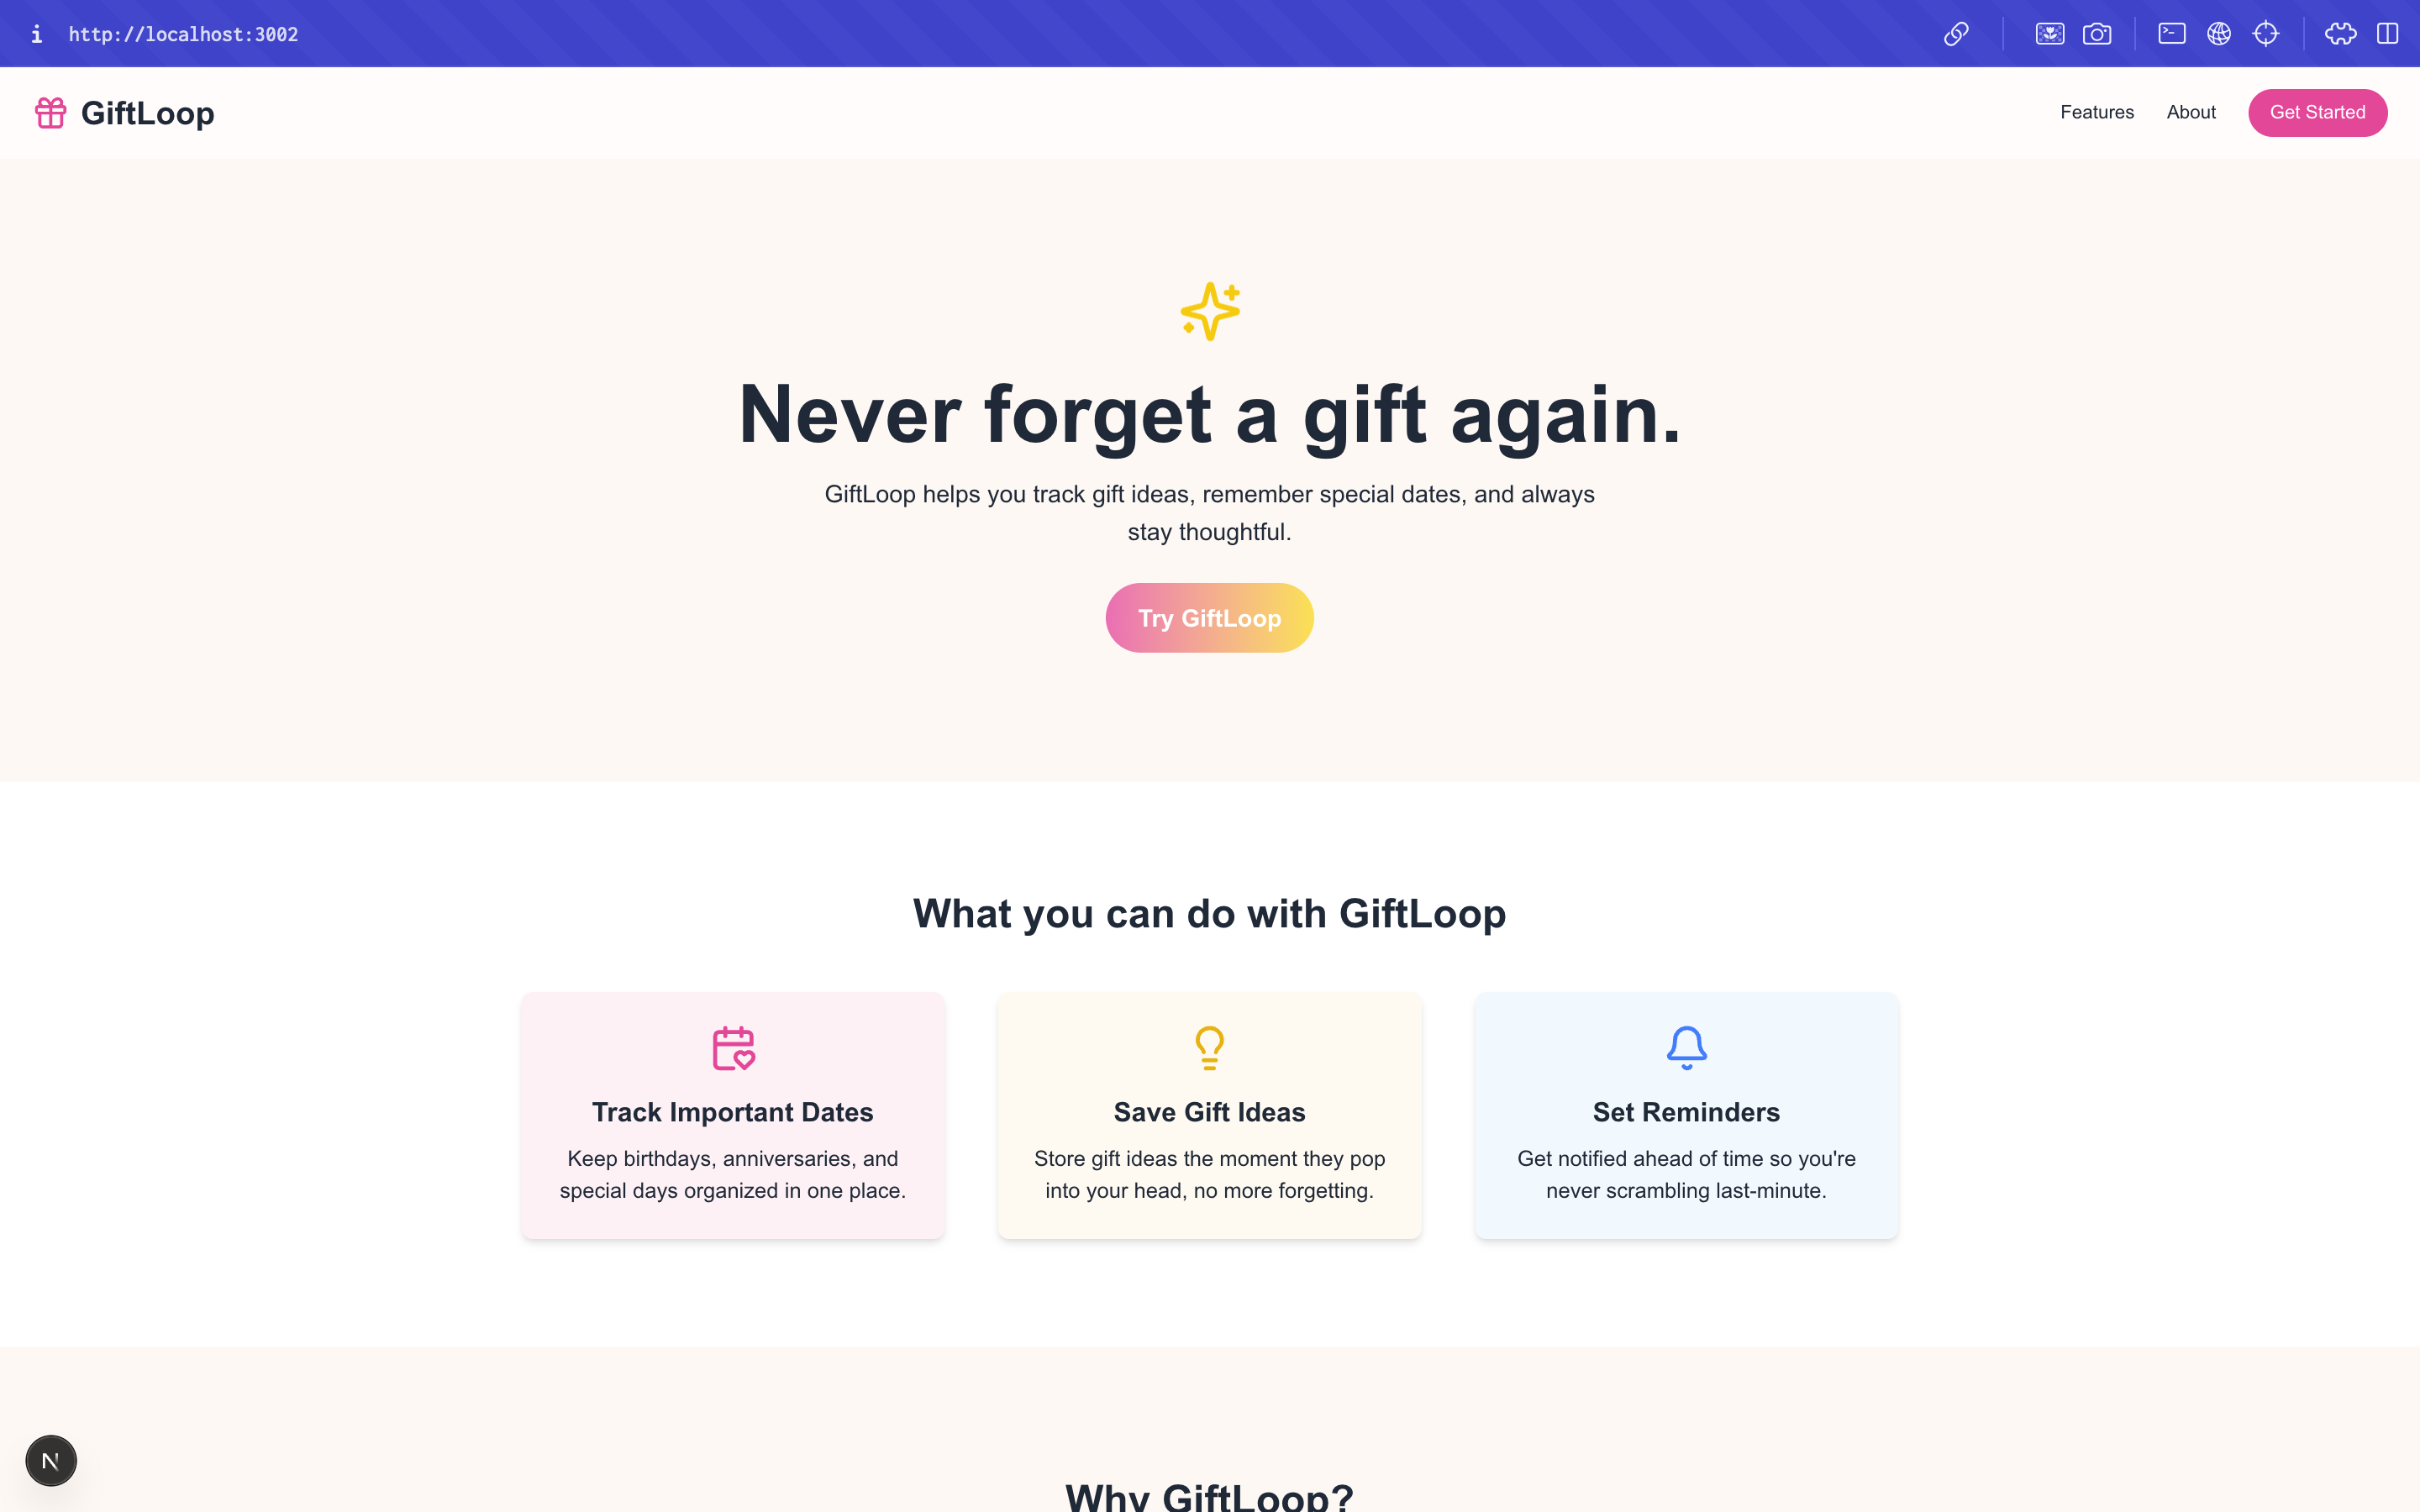 i http://localhost:3002
GiftLoop
Features About Get Started
Never forget a gift again.
GiftLoop helps you track gift ideas, remember special dates, and always
stay thoughtful.
Try GiftLoop
What you can do with GiftLoop
Track Important Dates
Keep birthdays, anniversaries, and
special days organized in one place.
Save Gift Ideas
Store gift ideas the moment they pop
into your head, no more forgetting.
Set Reminders
Get notified ahead of time so you're
never scrambling last-minute.
N
Why GiftLoop?